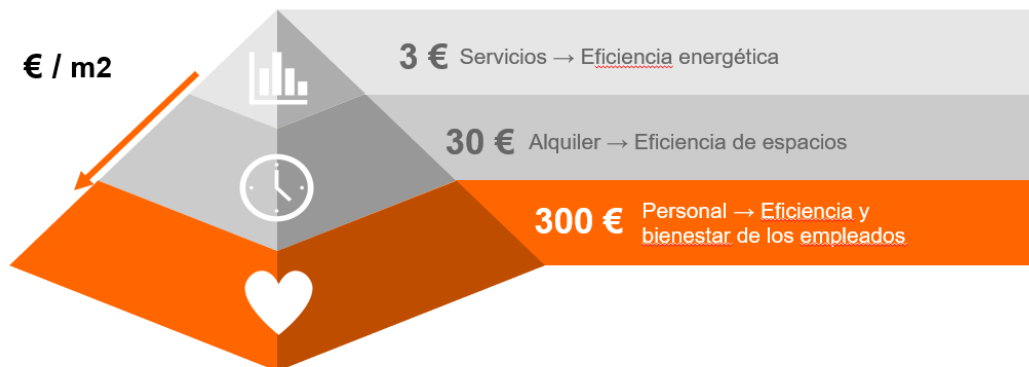 € / m2
3 € Servicios → Eficiencia energética
30 € Alquiler → Eficiencia de espacios
300 € Personal → Eficiencia y
bienestar de los empleados